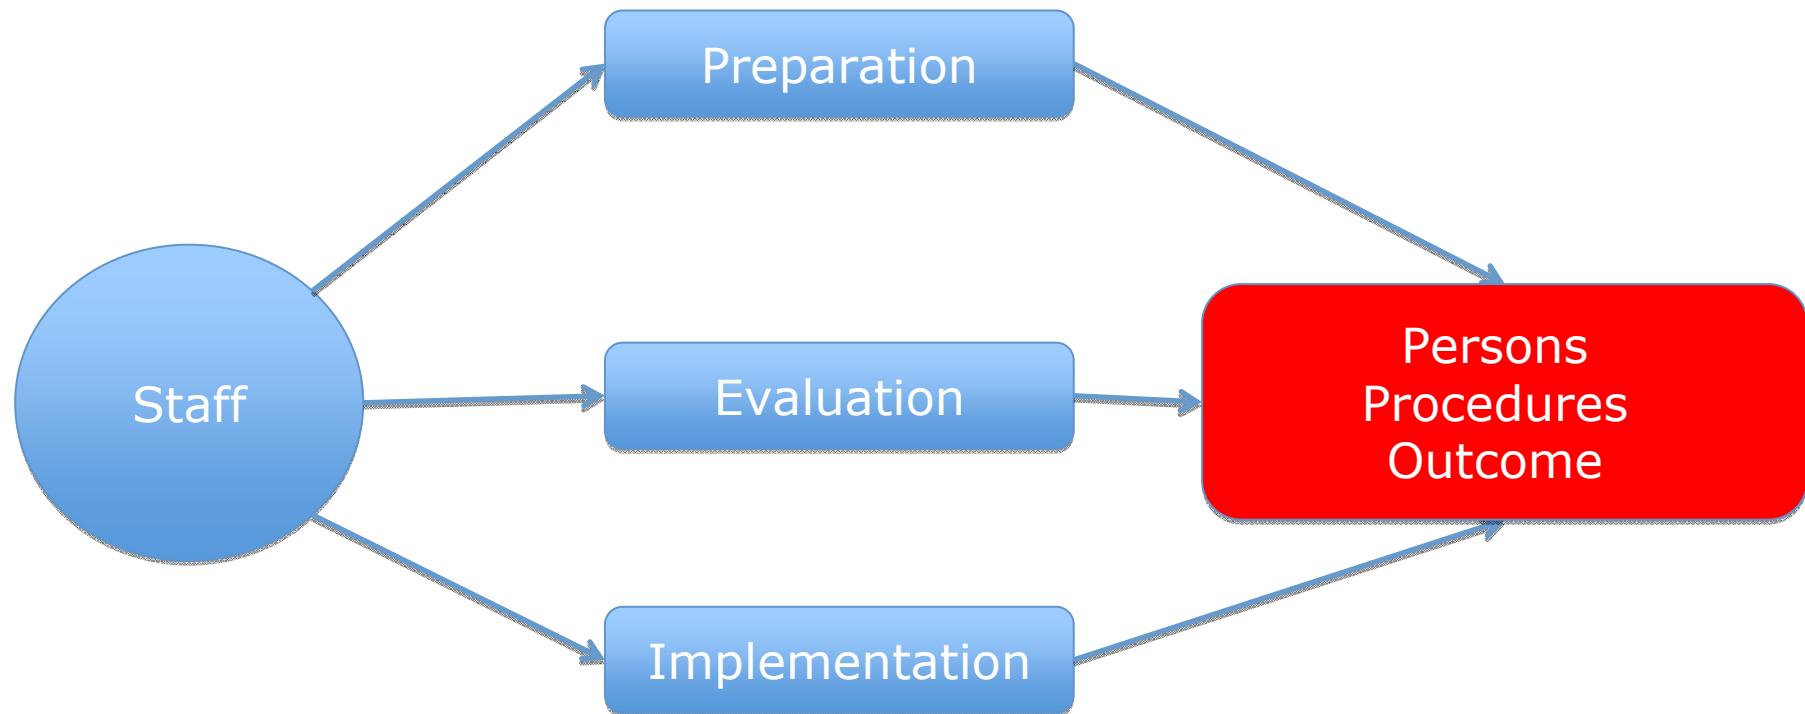 Preparation
Staff
Evaluation
Persons
Procedures
Outcome
Implementation